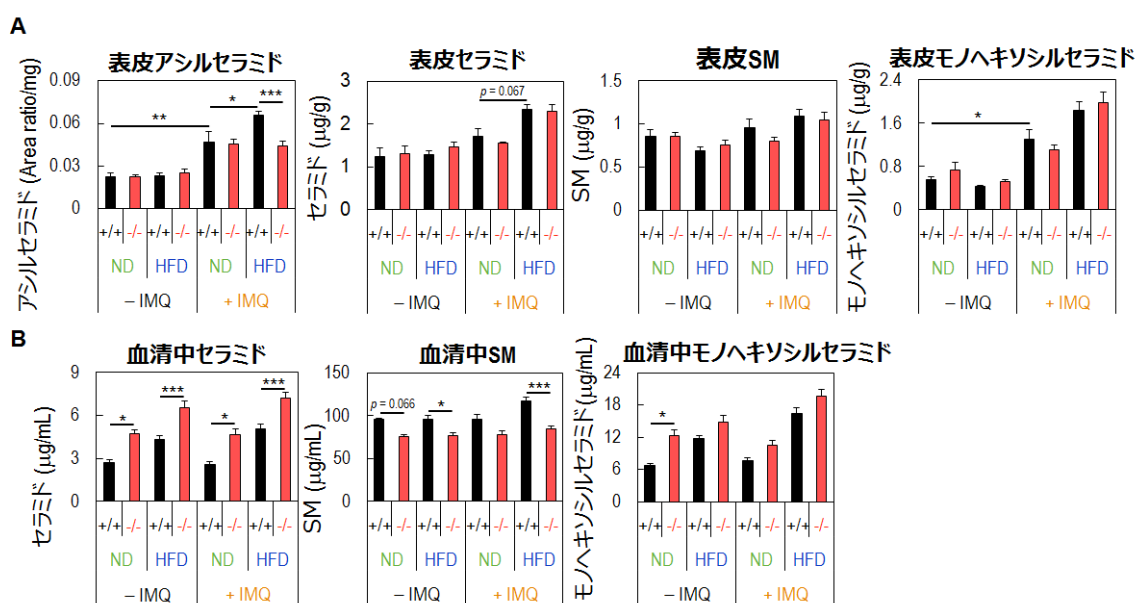 A
表皮アシルセラミド
アシルセラミド (Area ratio/mg)
0.09
0.06
0.03
0
**
*
***
+/+ -/- +/+ -/- +/+ -/- +/+ -/-
ND HFD ND HFD
– IMQ + IMQ
表皮セラミド
セラミド (μg/g)
3
2
1
0
p = 0.067
+/+ -/- +/+ -/- +/+ -/- +/+ -/-
ND HFD ND HFD
– IMQ + IMQ
表皮SM
SM (μg/g)
1.5
1
0.5
0
+/+ -/- +/+ -/- +/+ -/- +/+ -/-
ND HFD ND HFD
– IMQ + IMQ
表皮モノヘキソシルセラミド
モノヘキソシルセラミド (μg/g)
2.4
1.6
0.8
0
*
+/+ -/- +/+ -/- +/+ -/- +/+ -/-
ND HFD ND HFD
– IMQ + IMQ
B
血清中セラミド
セラミド (μg/mL)
9
6
3
0
* *** * ***
+/+ -/- +/+ -/- +/+ -/- +/+ -/-
ND HFD ND HFD
– IMQ + IMQ
血清中SM
SM (μg/mL)
150
100
50
0
p = 0.066 * ***
+/+ -/- +/+ -/- +/+ -/- +/+ -/-
ND HFD ND HFD
– IMQ + IMQ
血清中モノヘキソシルセラミド
モノヘキソシルセラミド (μg/mL)
24
18
12
6
0
*
+/+ -/- +/+ -/- +/+ -/- +/+ -/-
ND HFD ND HFD
– IMQ + IMQ